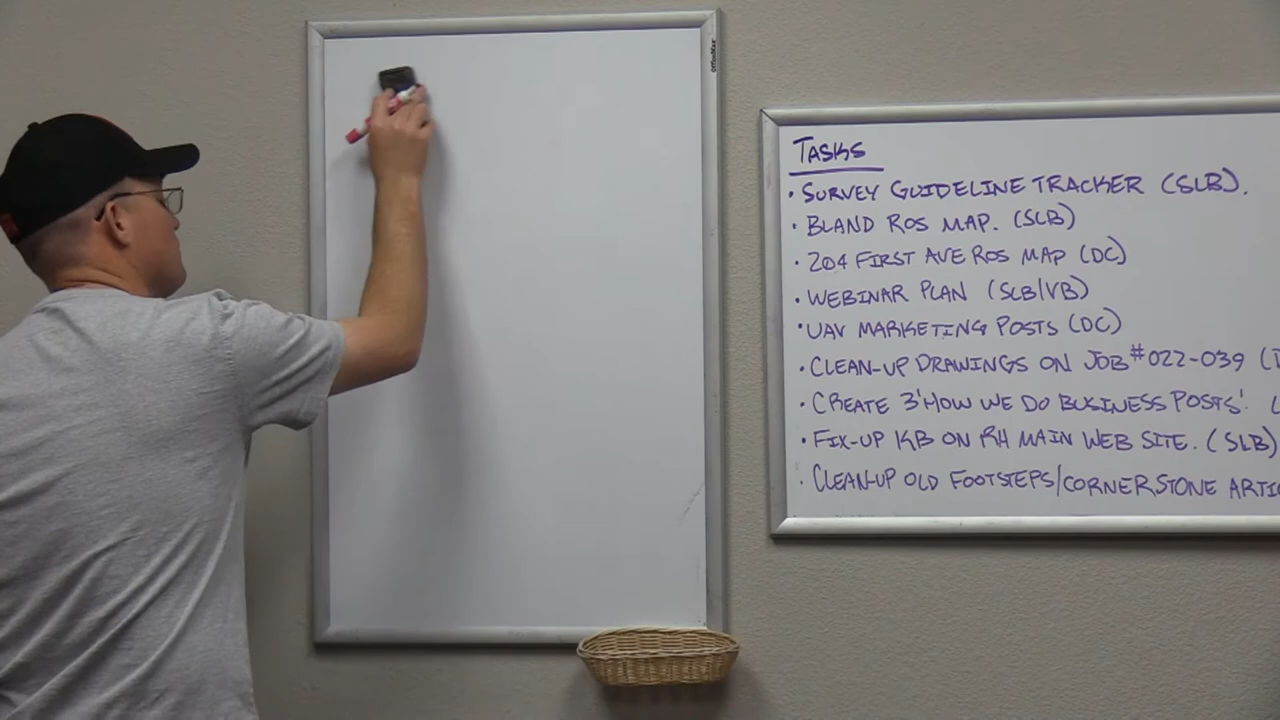 OfficeMax
TASKS
• SURVEY GUIDELINE TRACKER (SLB).
• BLAND ROS MAP. (SLB)
• 204 FIRST AVE ROS MAP (DC)
• WEBINAR PLAN (SLB/VB)
• UAV MARKETING POSTS (DC)
• CLEAN-UP DRAWINGS ON JOB #022-039 (
• CREATE 3 'HOW WE DO BUSINESS POSTS'.
• FIX-UP KB ON RH MAIN WEB SITE. (SLB)
• CLEAN-UP OLD FOOTSTEPS/CORNERSTONE